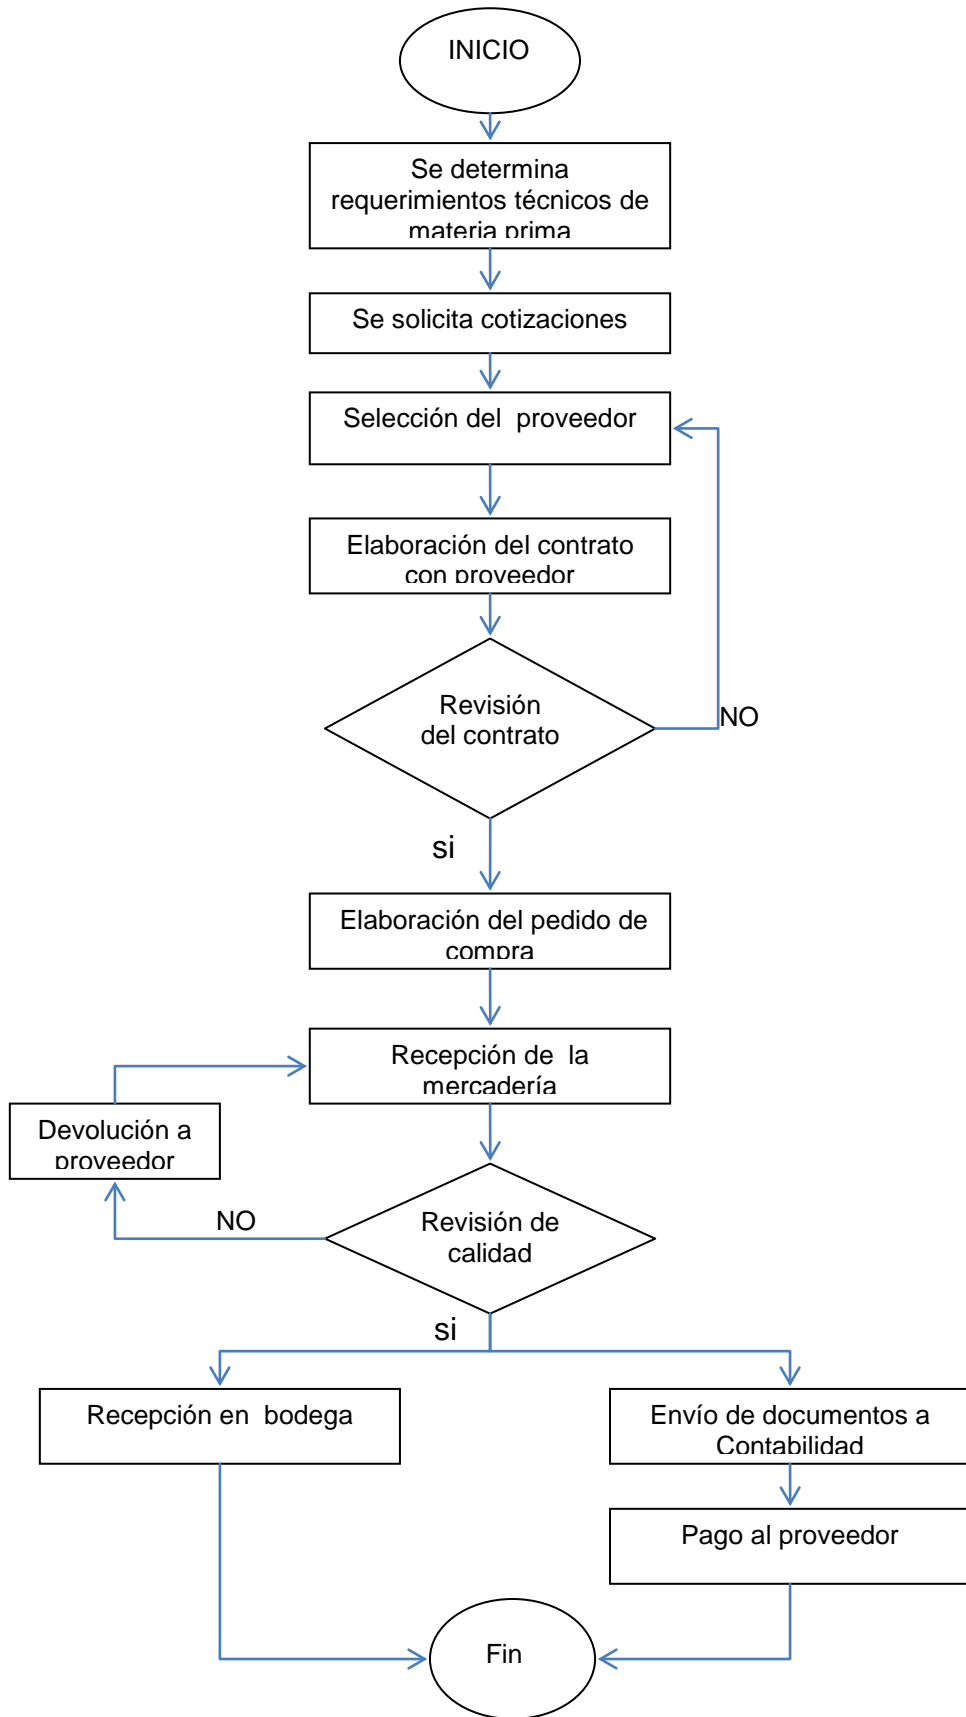 INICIO
Se determina
requerimientos técnicos de
materia prima
Se solicita cotizaciones
Selección del  proveedor
Elaboración del contrato
con proveedor
Revisión
del contrato
NO
si
Elaboración del pedido de
compra
Recepción de  la
mercadería
Devolución a
proveedor
NO
Revisión de
calidad
si
Recepción en  bodega
Envío de documentos a
Contabilidad
Pago al proveedor
Fin